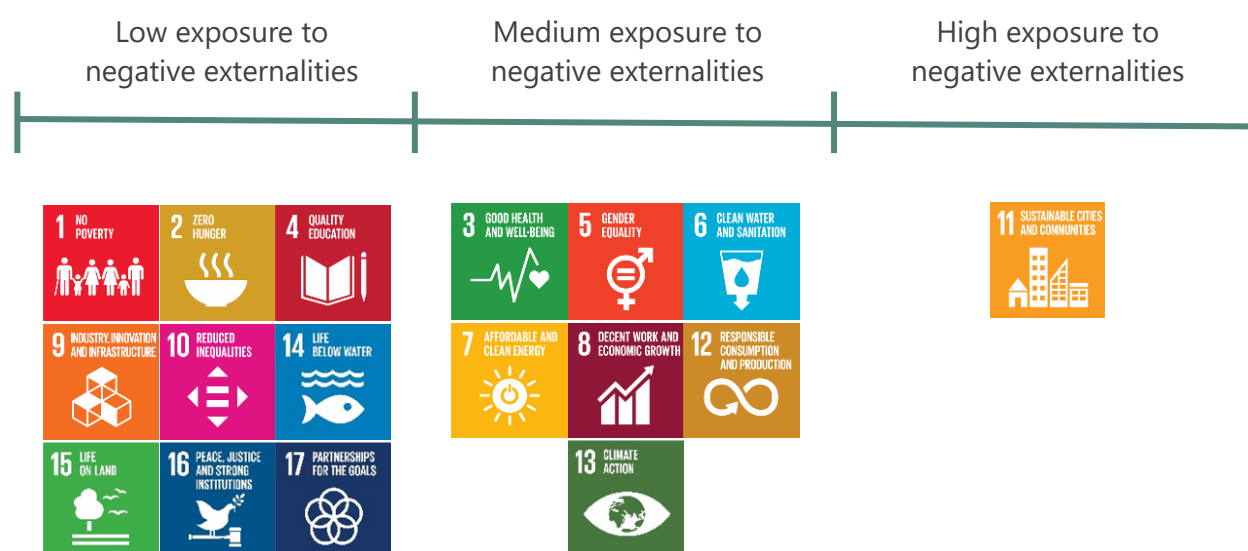 Low exposure to
negative externalities
Medium exposure to
negative externalities
High exposure to
negative externalities
1 NO
POVERTY
2 ZERO
HUNGER
4 QUALITY
EDUCATION
9 INDUSTRY, INNOVATION
AND INFRASTRUCTURE
10 REDUCED
INEQUALITIES
14 LIFE
BELOW WATER
15 LIFE
ON LAND
16 PEACE, JUSTICE
AND STRONG
INSTITUTIONS
17 PARTNERSHIPS
FOR THE GOALS
3 GOOD HEALTH
AND WELL-BEING
5 GENDER
EQUALITY
6 CLEAN WATER
AND SANITATION
7 AFFORDABLE AND
CLEAN ENERGY
8 DECENT WORK AND
ECONOMIC GROWTH
12 RESPONSIBLE
CONSUMPTION
AND PRODUCTION
13 CLIMATE
ACTION
11 SUSTAINABLE CITIES
AND COMMUNITIES